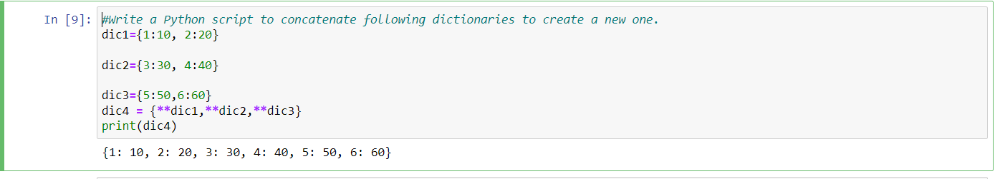 In [9]: #Write a Python script to concatenate following dictionaries to create a new one.
dic1={1:10, 2:20}
dic2={3:30, 4:40}
dic3={5:50,6:60}
dic4 = {**dic1,**dic2,**dic3}
print(dic4)
{1: 10, 2: 20, 3: 30, 4: 40, 5: 50, 6: 60}